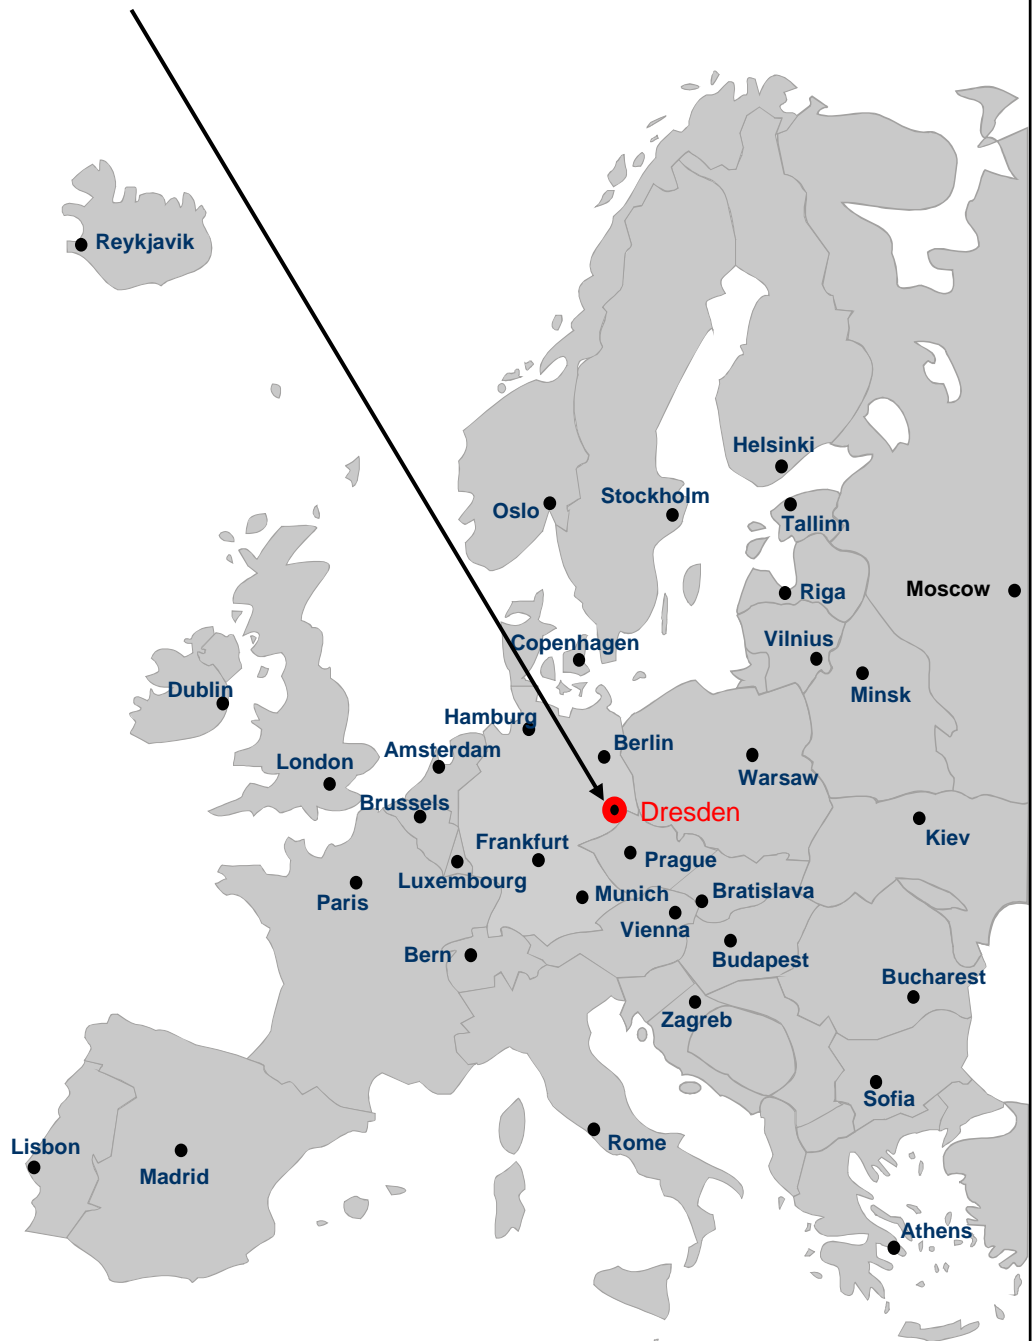 Reykjavik
Helsinki
Stockholm
Oslo
Tallinn
Moscow
Riga
Vilnius
Copenhagen
Minsk
Dublin
Hamburg
Berlin
Amsterdam
London
Warsaw
Brussels
Dresden
Kiev
Frankfurt
Prague
Luxembourg
Munich
Bratislava
Paris
Vienna
Bern
Budapest
Bucharest
Zagreb
Sofia
Rome
Lisbon
Madrid
Athens